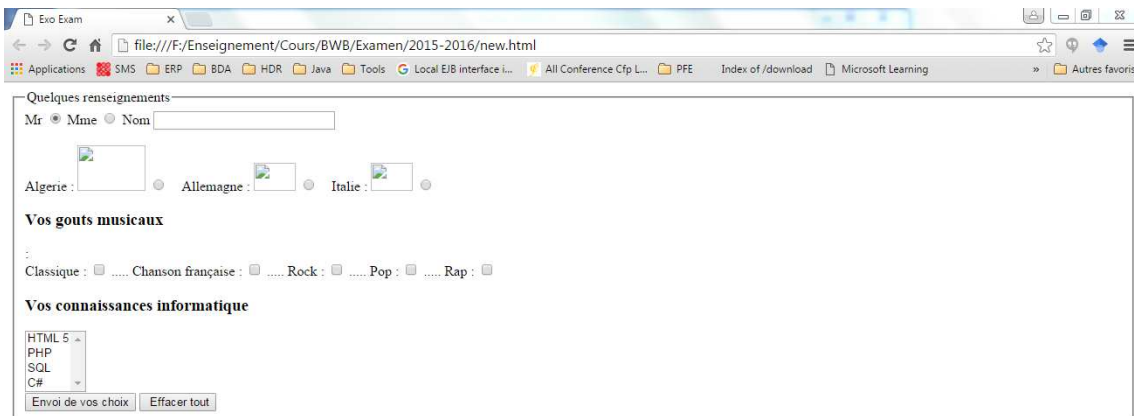 Exo Exam
file:///F:/Enseignement/Cours/BWB/Examen/2015-2016/new.html
Applications SMS ERP BDA HDR Java Tools Local EJB interface i... All Conference Cfp L... PFE Index of /download Microsoft Learning » Autres favoris
Quelques renseignements
Mr Mme Nom
Algerie : Allemagne : Italie :
Vos gouts musicaux
:
Classique : ..... Chanson française : ..... Rock : ..... Pop : ..... Rap :
Vos connaissances informatique
HTML 5
PHP
SQL
C#
Envoi de vos choix Effacer tout